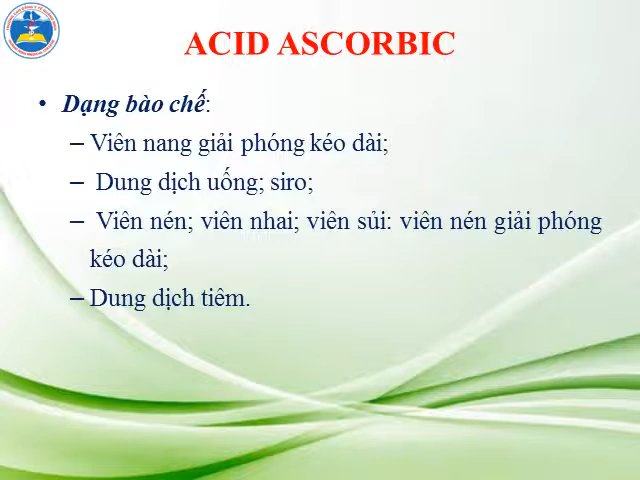 ACID ASCORBIC
• Dạng bào chế:
– Viên nang giải phóng kéo dài;
– Dung dịch uống; siro;
– Viên nén; viên nhai; viên sủi: viên nén giải phóng
kéo dài;
– Dung dịch tiêm.